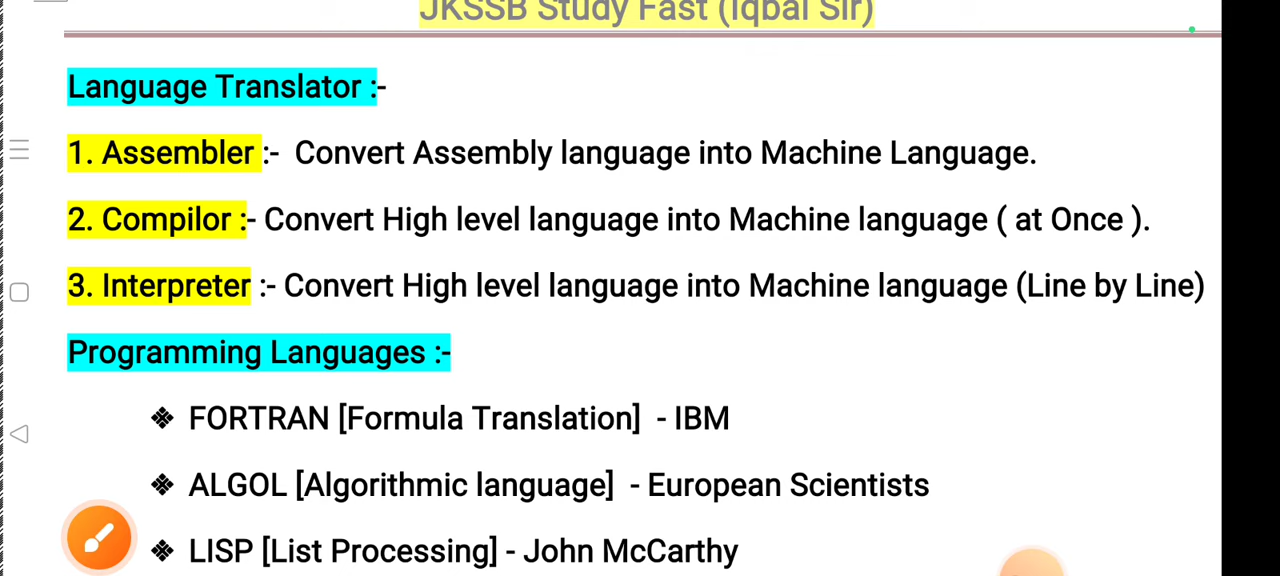 JKSSB Study Fast (Iqbal Sir)
Language Translator :-
1. Assembler :- Convert Assembly language into Machine Language.
2. Compilor :- Convert High level language into Machine language ( at Once ).
3. Interpreter :- Convert High level language into Machine language (Line by Line)
Programming Languages :-
❖ FORTRAN [Formula Translation] - IBM
❖ ALGOL [Algorithmic language] - European Scientists
❖ LISP [List Processing] - John McCarthy